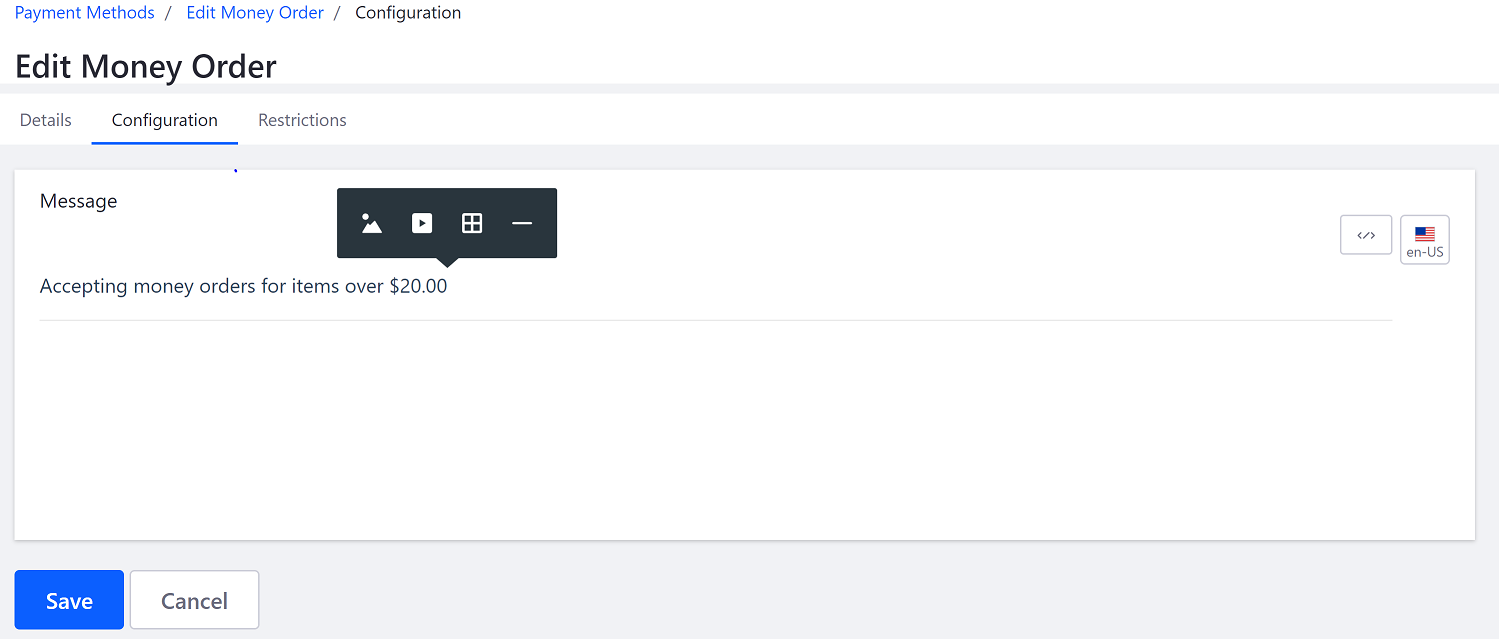 Payment Methods / Edit Money Order / Configuration
Edit Money Order
Details Configuration Restrictions
Message
</>
en-US
Accepting money orders for items over $20.00
Save Cancel